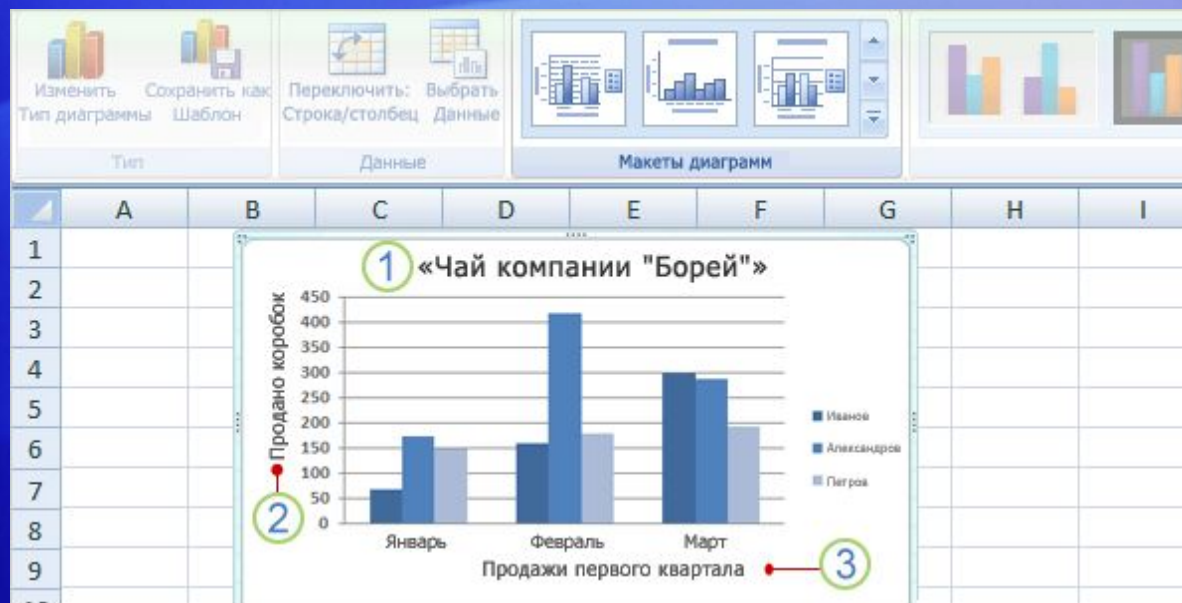 Изменить
Тип диаграммы
Сохранить как
Шаблон
Переключить:
Строка/столбец
Выбрать
Данные
Тип
Данные
Макеты диаграмм
A B C D E F G H I
1
2
3
4
5
6
7
8
9
1 «Чай компании "Борей"»
Продано коробок
2
450
400
350
300
250
200
150
100
50
0
Иванов
Александров
Петров
Январь Февраль Март
Продажи первого квартала 3